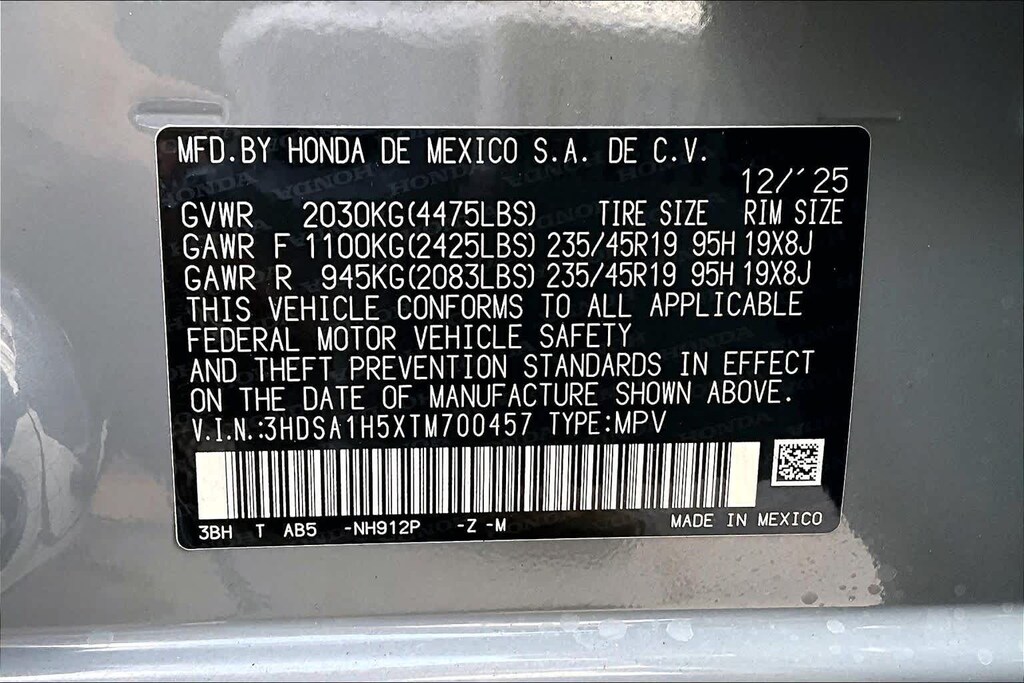 MFD.BY HONDA DE MEXICO S.A. DE C.V.
12/'25
GVWR 2030KG(4475LBS) TIRE SIZE RIM SIZE
GAWR F 1100KG(2425LBS) 235/45R19 95H 19X8J
GAWR R 945KG(2083LBS) 235/45R19 95H 19X8J
THIS VEHICLE CONFORMS TO ALL APPLICABLE
FEDERAL MOTOR VEHICLE SAFETY
AND THEFT PREVENTION STANDARDS IN EFFECT
ON THE DATE OF MANUFACTURE SHOWN ABOVE.
V.I.N.:3HDSA1H5XTM700457 TYPE:MPV
3BH T AB5 -NH912P -Z -M MADE IN MEXICO